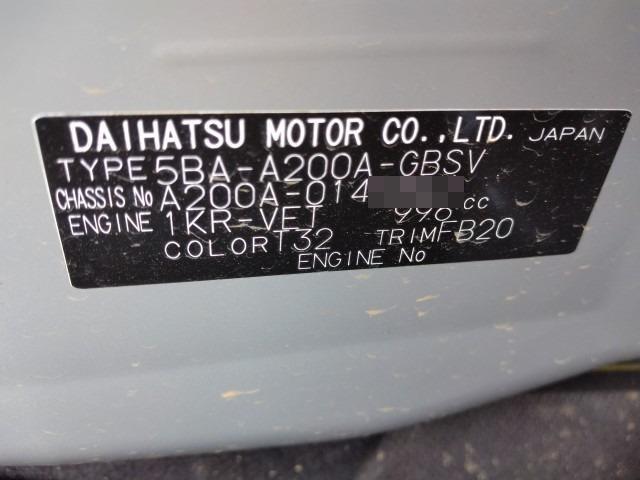 DAIHATSU MOTOR CO.,LTD. JAPAN
TYPE 5BA-A200A-GBSV
CHASSIS No A200A-014
ENGINE 1KR-VET 996 cc
COLOR T32 TRIM FB20
ENGINE No